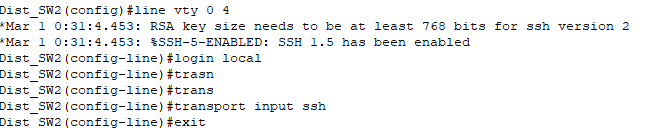 Dist_SW2(config)#line vty 0 4
*Mar 1 0:31:4.453: RSA key size needs to be at least 768 bits for ssh version 2
*Mar 1 0:31:4.453: %SSH-5-ENABLED: SSH 1.5 has been enabled
Dist_SW2(config-line)#login local
Dist_SW2(config-line)#trasn
Dist_SW2(config-line)#trans
Dist_SW2(config-line)#transport input ssh
Dist_SW2(config-line)#exit